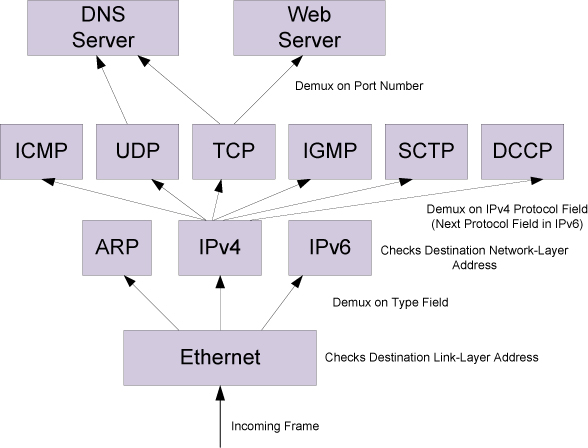 DNS
Server
Web
Server
Demux on Port Number
ICMP
UDP
TCP
IGMP
SCTP
DCCP
Demux on IPv4 Protocol Field
(Next Protocol Field in IPv6)
ARP
IPv4
IPv6
Checks Destination Network-Layer
Address
Demux on Type Field
Ethernet
Checks Destination Link-Layer Address
Incoming Frame